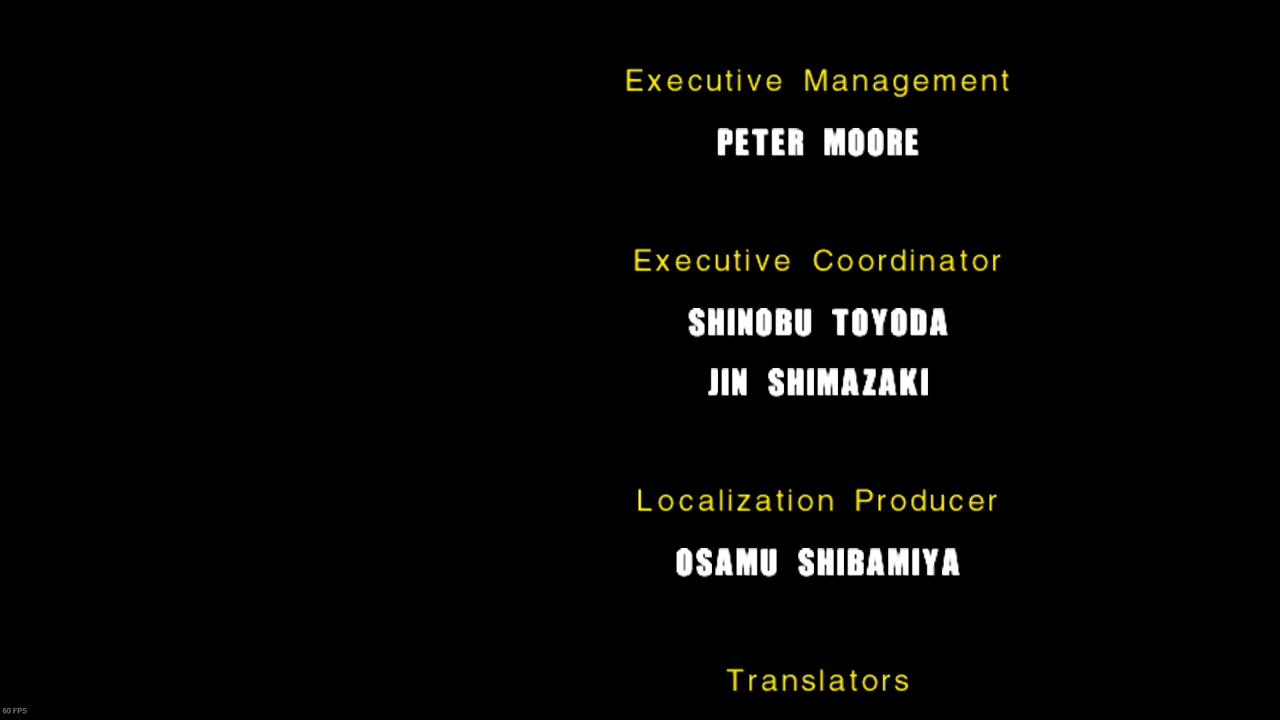 Executive Management
PETER MOORE
Executive Coordinator
SHINOBU TOYODA
JIN SHIMAZAKI
Localization Producer
OSAMU SHIBAMIYA
Translators
60 FPS